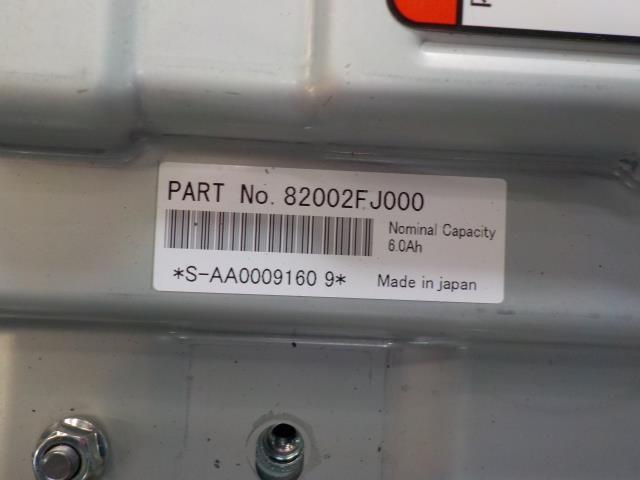 PART No. 82002FJ000
Nominal Capacity
6.0Ah
*S-AA0009160 9*
Made in japan